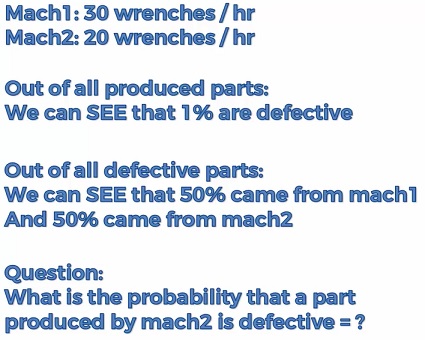 Mach1: 30 wrenches / hr
Mach2: 20 wrenches / hr
Out of all produced parts:
We can SEE that 1% are defective
Out of all defective parts:
We can SEE that 50% came from mach1
And 50% came from mach2
Question:
What is the probability that a part
produced by mach2 is defective = ?